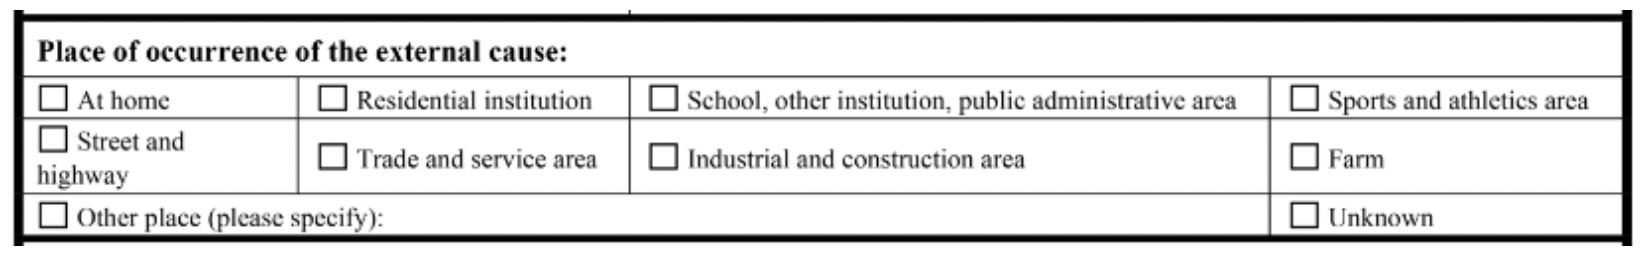 Place of occurrence of the external cause:
☐ At home ☐ Residential institution ☐ School, other institution, public administrative area ☐ Sports and athletics area
☐ Street and highway ☐ Trade and service area ☐ Industrial and construction area ☐ Farm
☐ Other place (please specify): ☐ Unknown